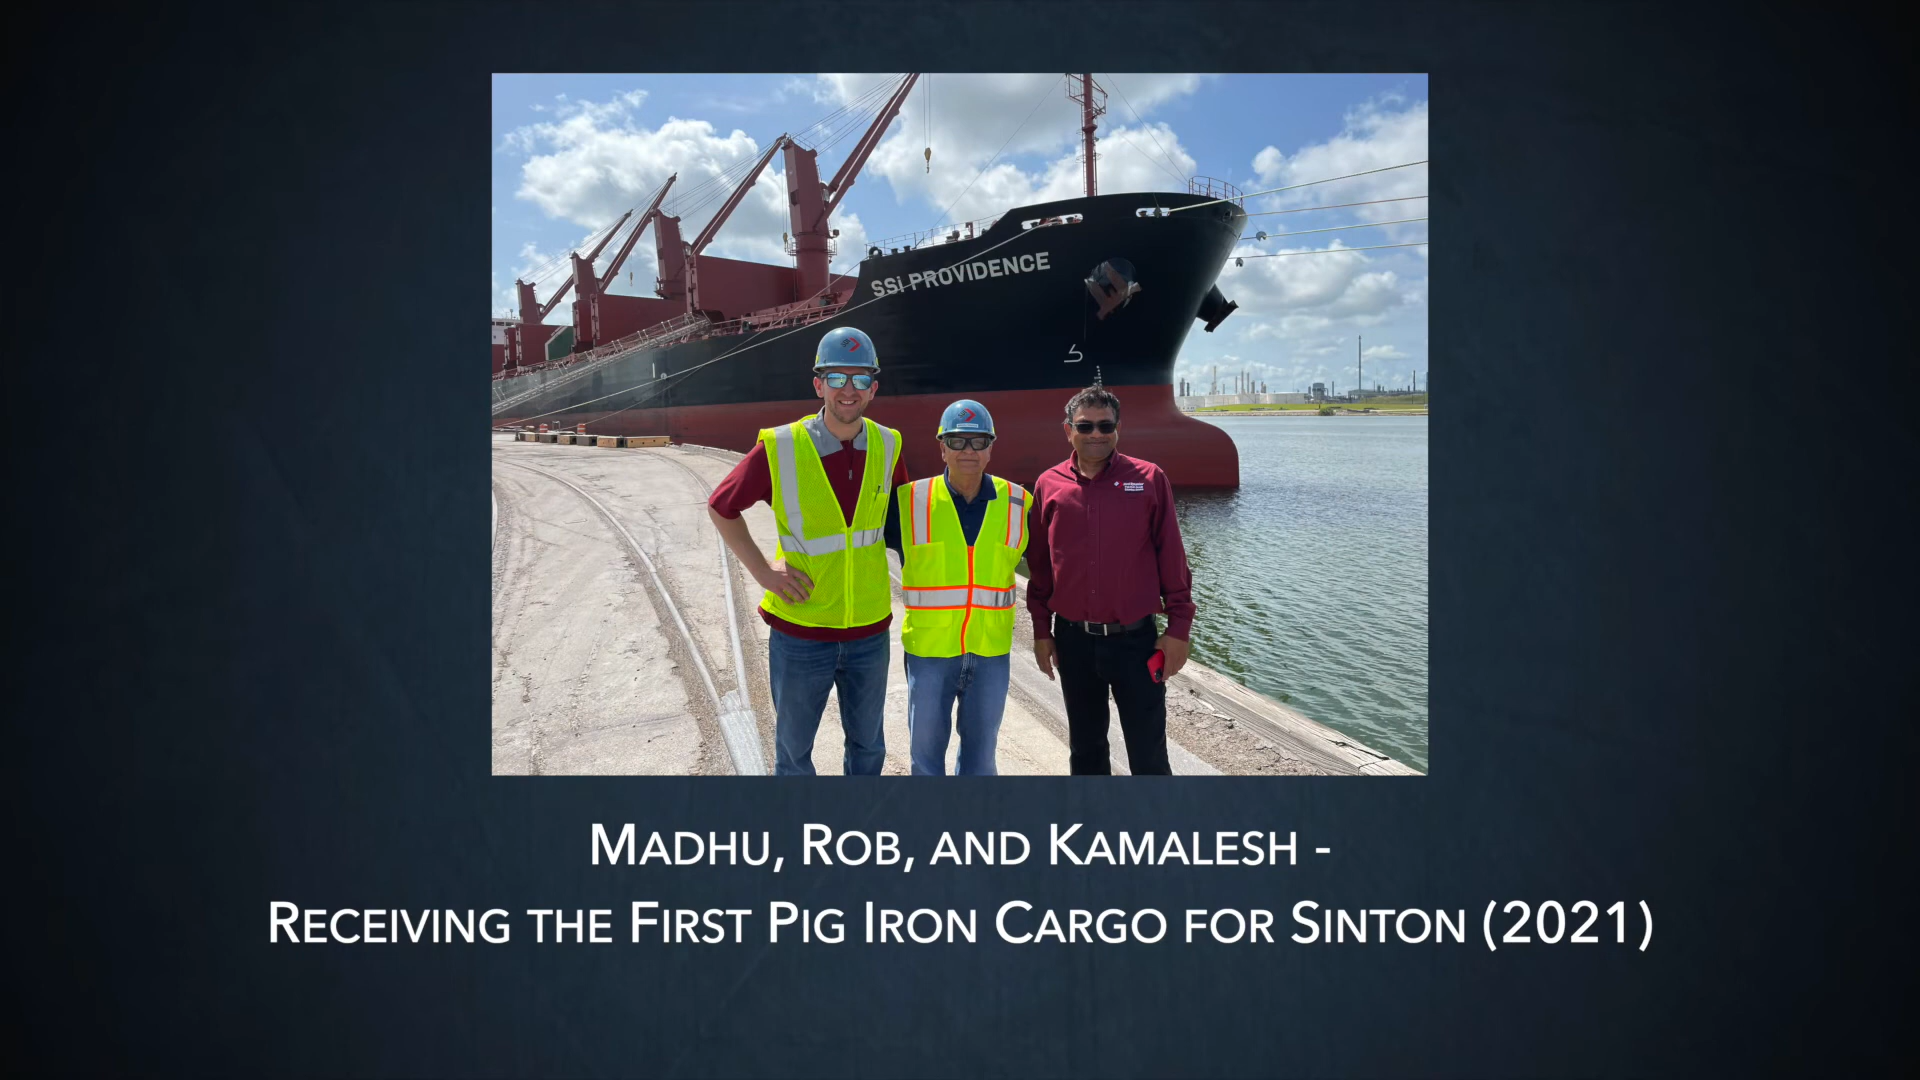 SSI PROVIDENCE
MADHU, ROB, AND KAMALESH -
RECEIVING THE FIRST PIG IRON CARGO FOR SINTON (2021)